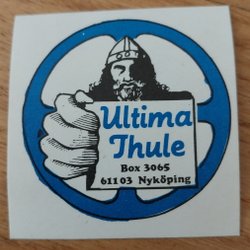 Ultima
Thule
Box 3065
61103 Nyköping